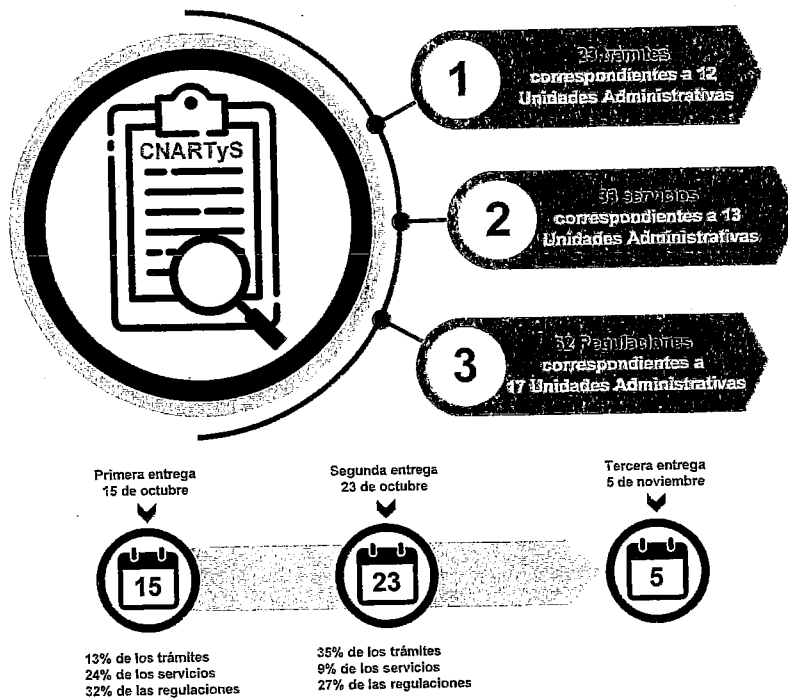 CNARTyS
1
23 trámites
correspondientes a 12
Unidades Administrativas
2
38 servicios
correspondientes a 13
Unidades Administrativas
3
52 Regulaciones
correspondientes a
17 Unidades Administrativas
Primera entrega
15 de octubre
Segunda entrega
23 de octubre
Tercera entrega
5 de noviembre
15
23
5
13% de los trámites
24% de los servicios
32% de las regulaciones
35% de los trámites
9% de los servicios
27% de las regulaciones